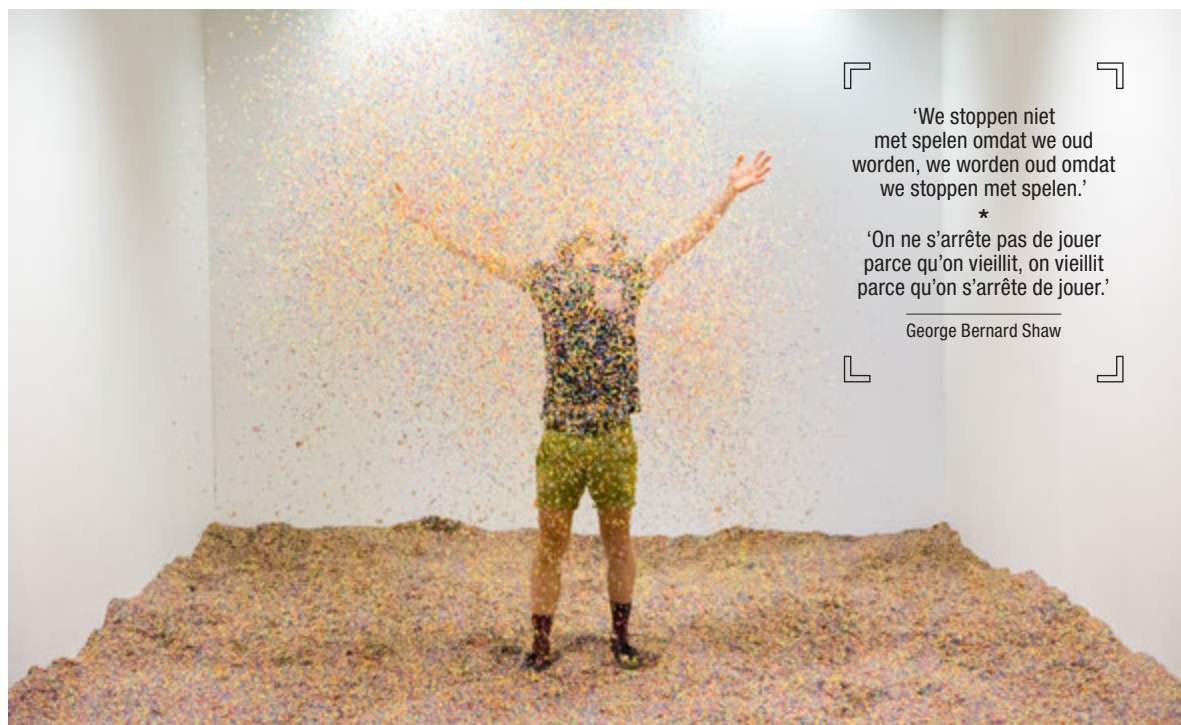 ‘We stoppen niet
met spelen omdat we oud
worden, we worden oud omdat
we stoppen met spelen.’
*
‘On ne s’arrête pas de jouer
parce qu’on vieillit, on vieillit
parce qu’on s’arrête de jouer.’
George Bernard Shaw